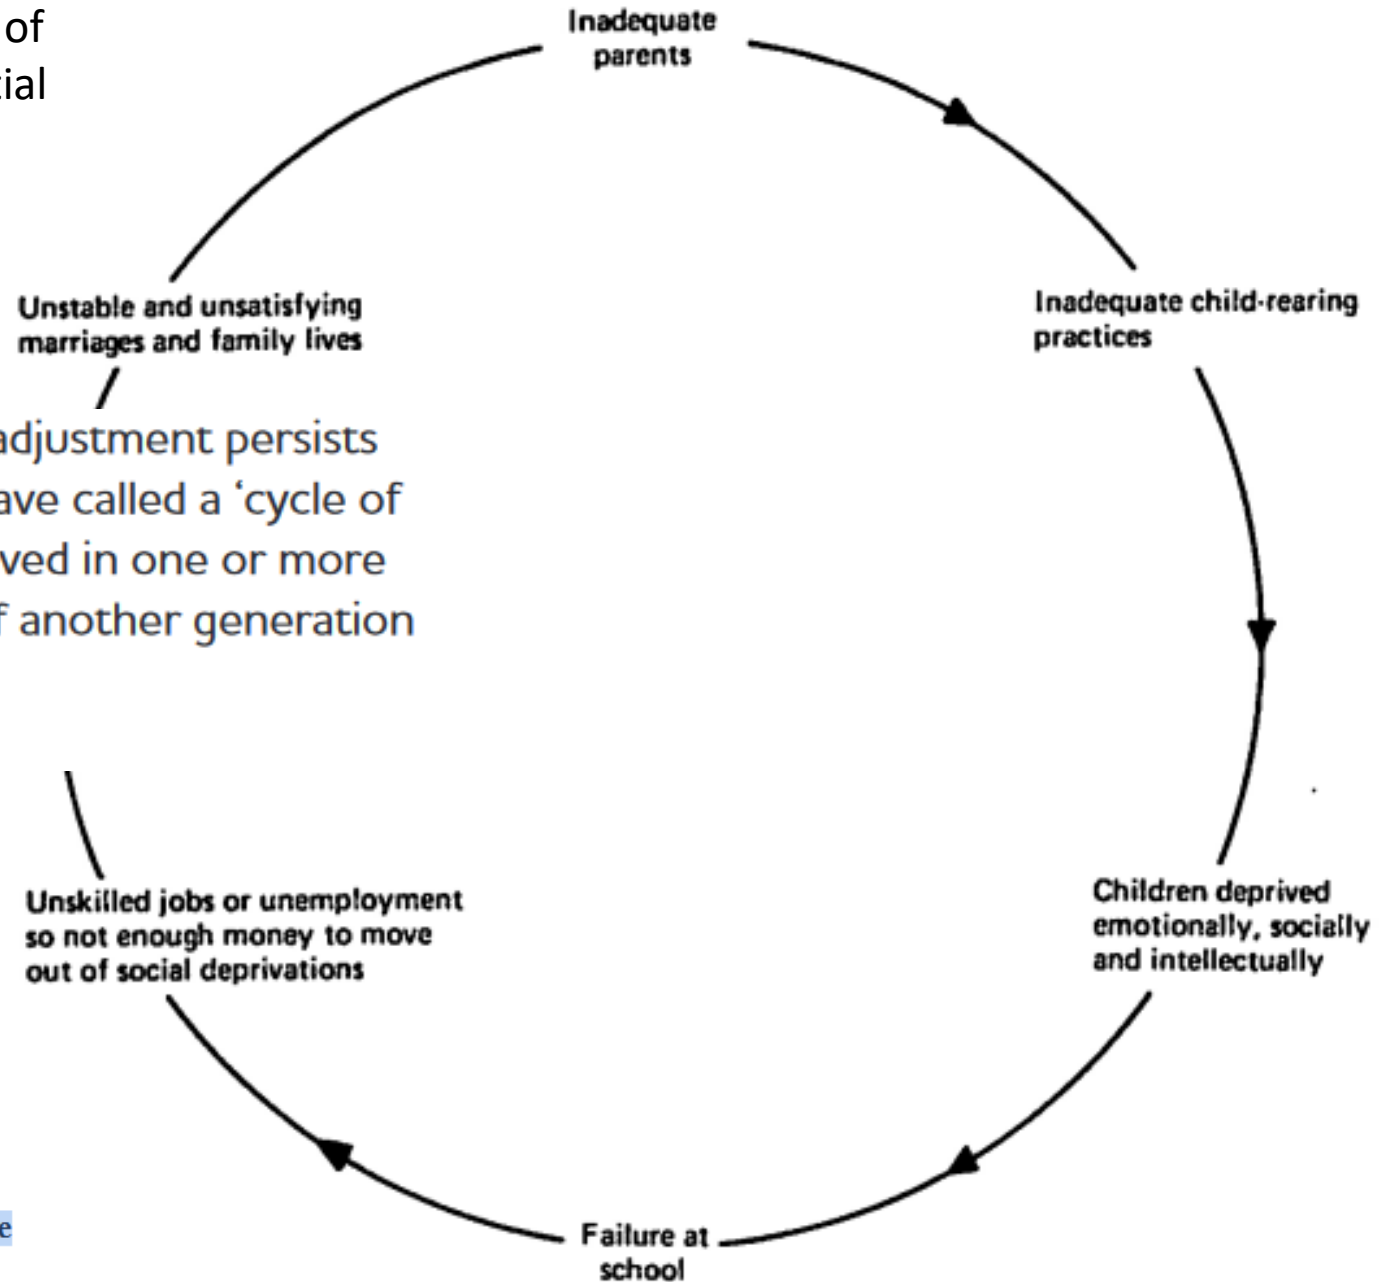 of
tial
Inadequate
parents
Unstable and unsatisfying
marriages and family lives
Inadequate child-rearing
practices
adjustment persists
ave called a ‘cycle of
ved in one or more
f another generation
Unskilled jobs or unemployment
so not enough money to move
out of social deprivations
Children deprived
emotionally, socially
and intellectually
Failure at
school
e